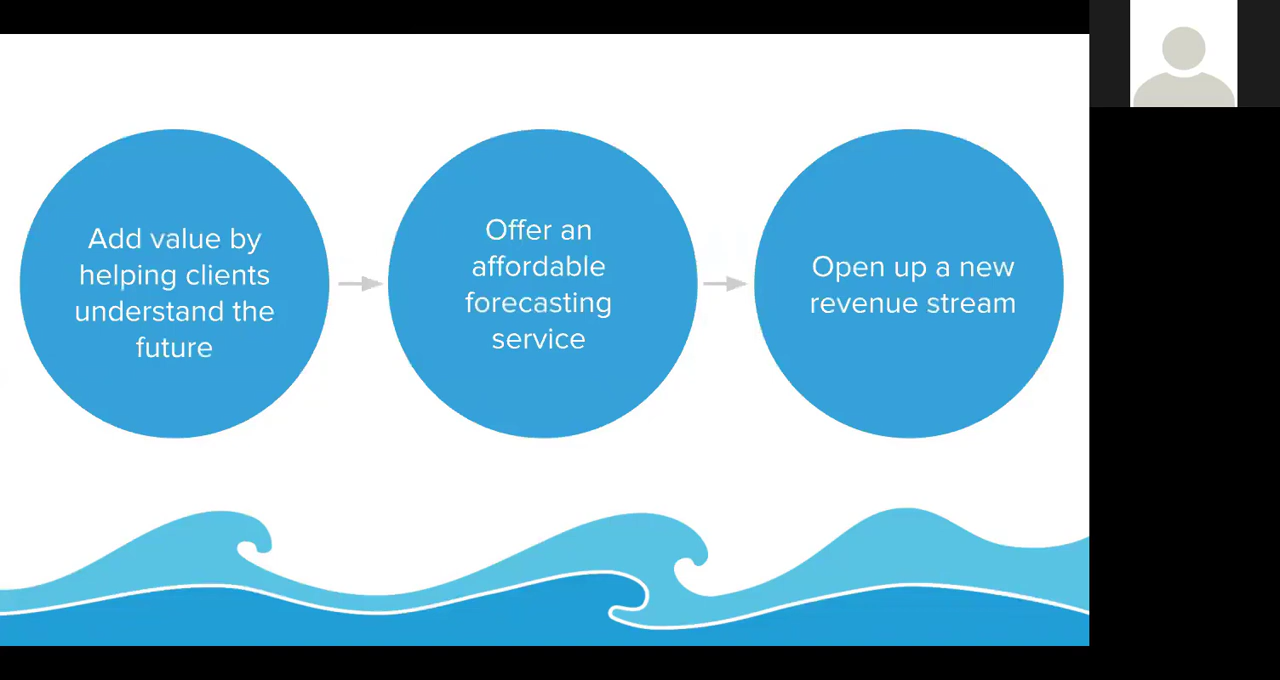 Add value by
helping clients
understand the
future
Offer an
affordable
forecasting
service
Open up a new
revenue stream